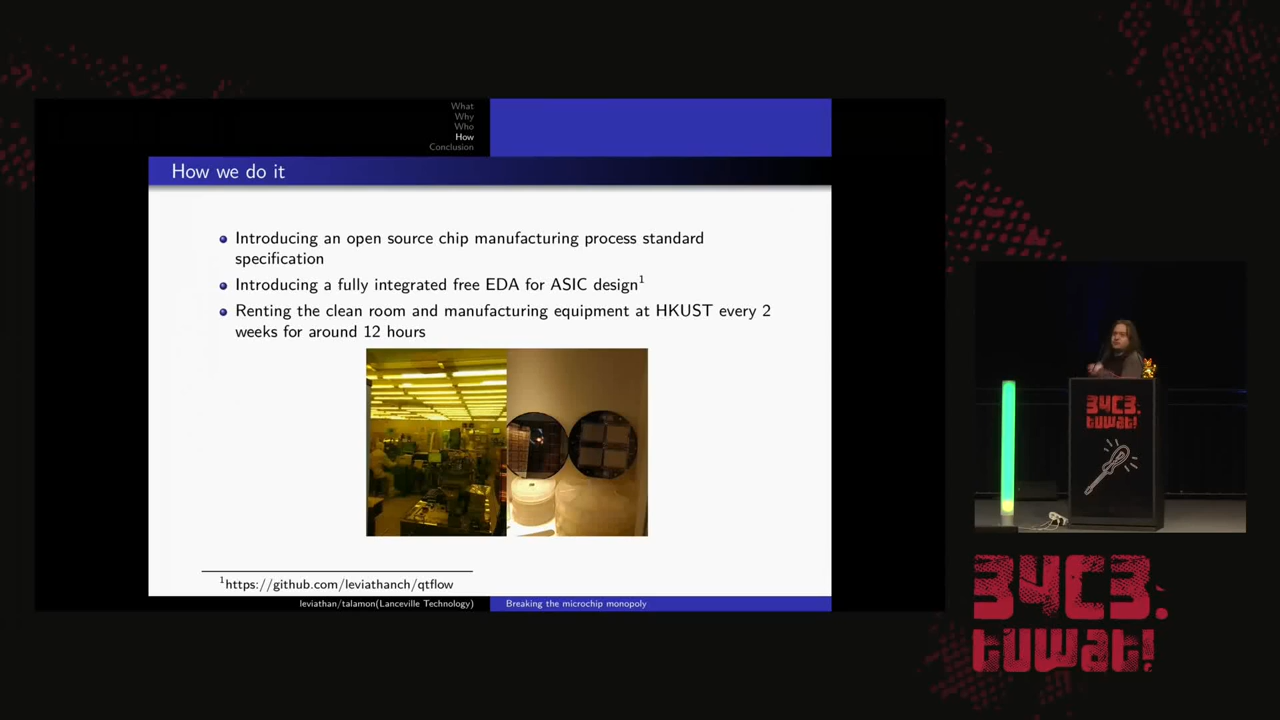 What
Why
Who
How
Conclusion
How we do it
Introducing an open source chip manufacturing process standard
specification
Introducing a fully integrated free EDA for ASIC design1
Renting the clean room and manufacturing equipment at HKUST every 2
weeks for around 12 hours
1https://github.com/leviathanch/qtflow
leviathan/talamon(Lanceville Technology)
Breaking the microchip monopoly
34C3.
tuwat!
34C3.
tuwat!